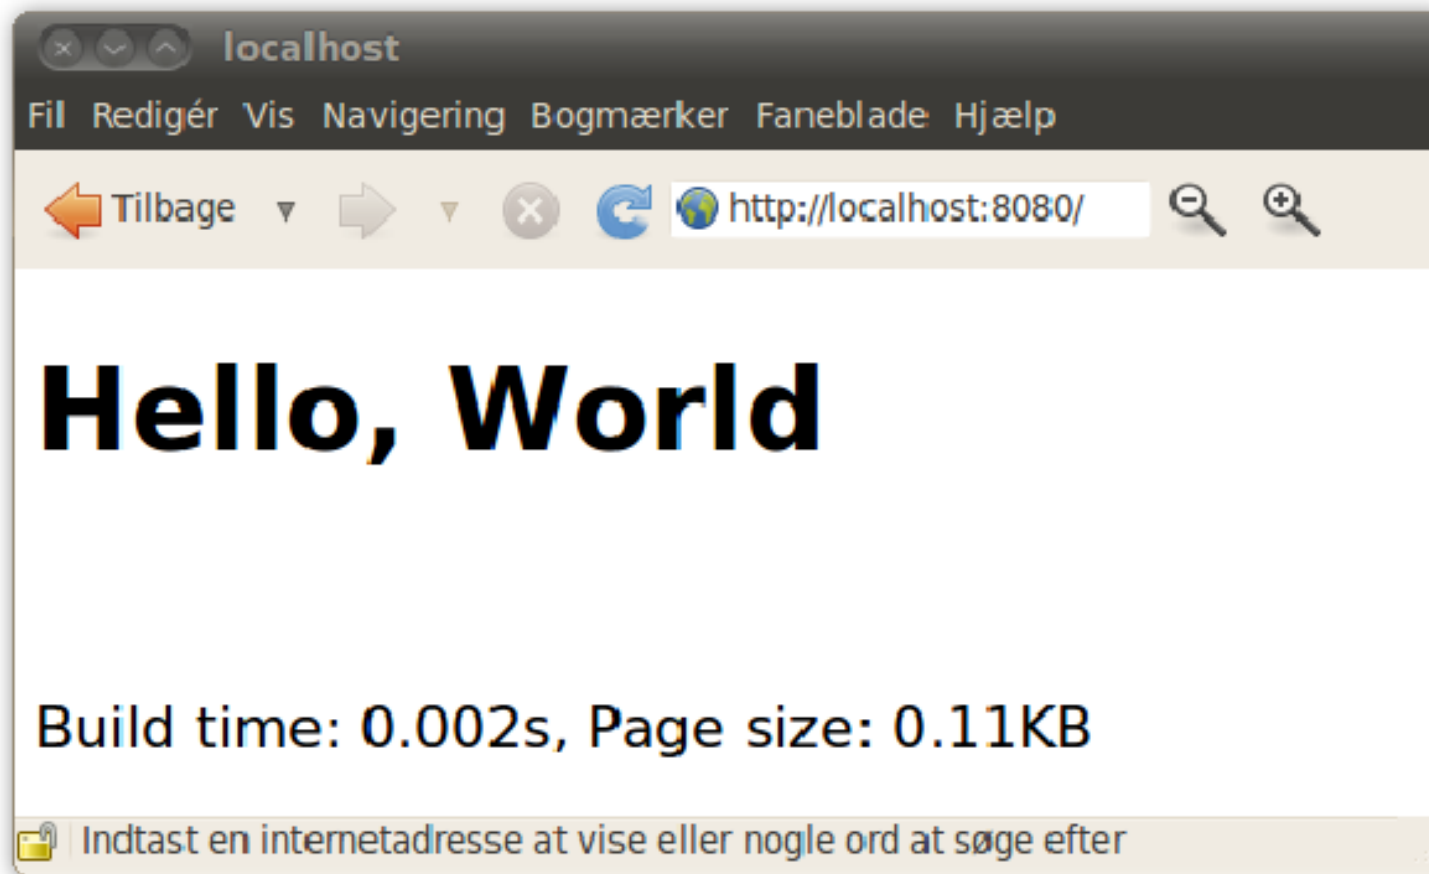 localhost
Fil Redigér Vis Navigering Bogmærker Faneblade Hjælp
Tilbage http://localhost:8080/
Hello, World
Build time: 0.002s, Page size: 0.11KB
Indtast en internetadresse at vise eller nogle ord at søge efter